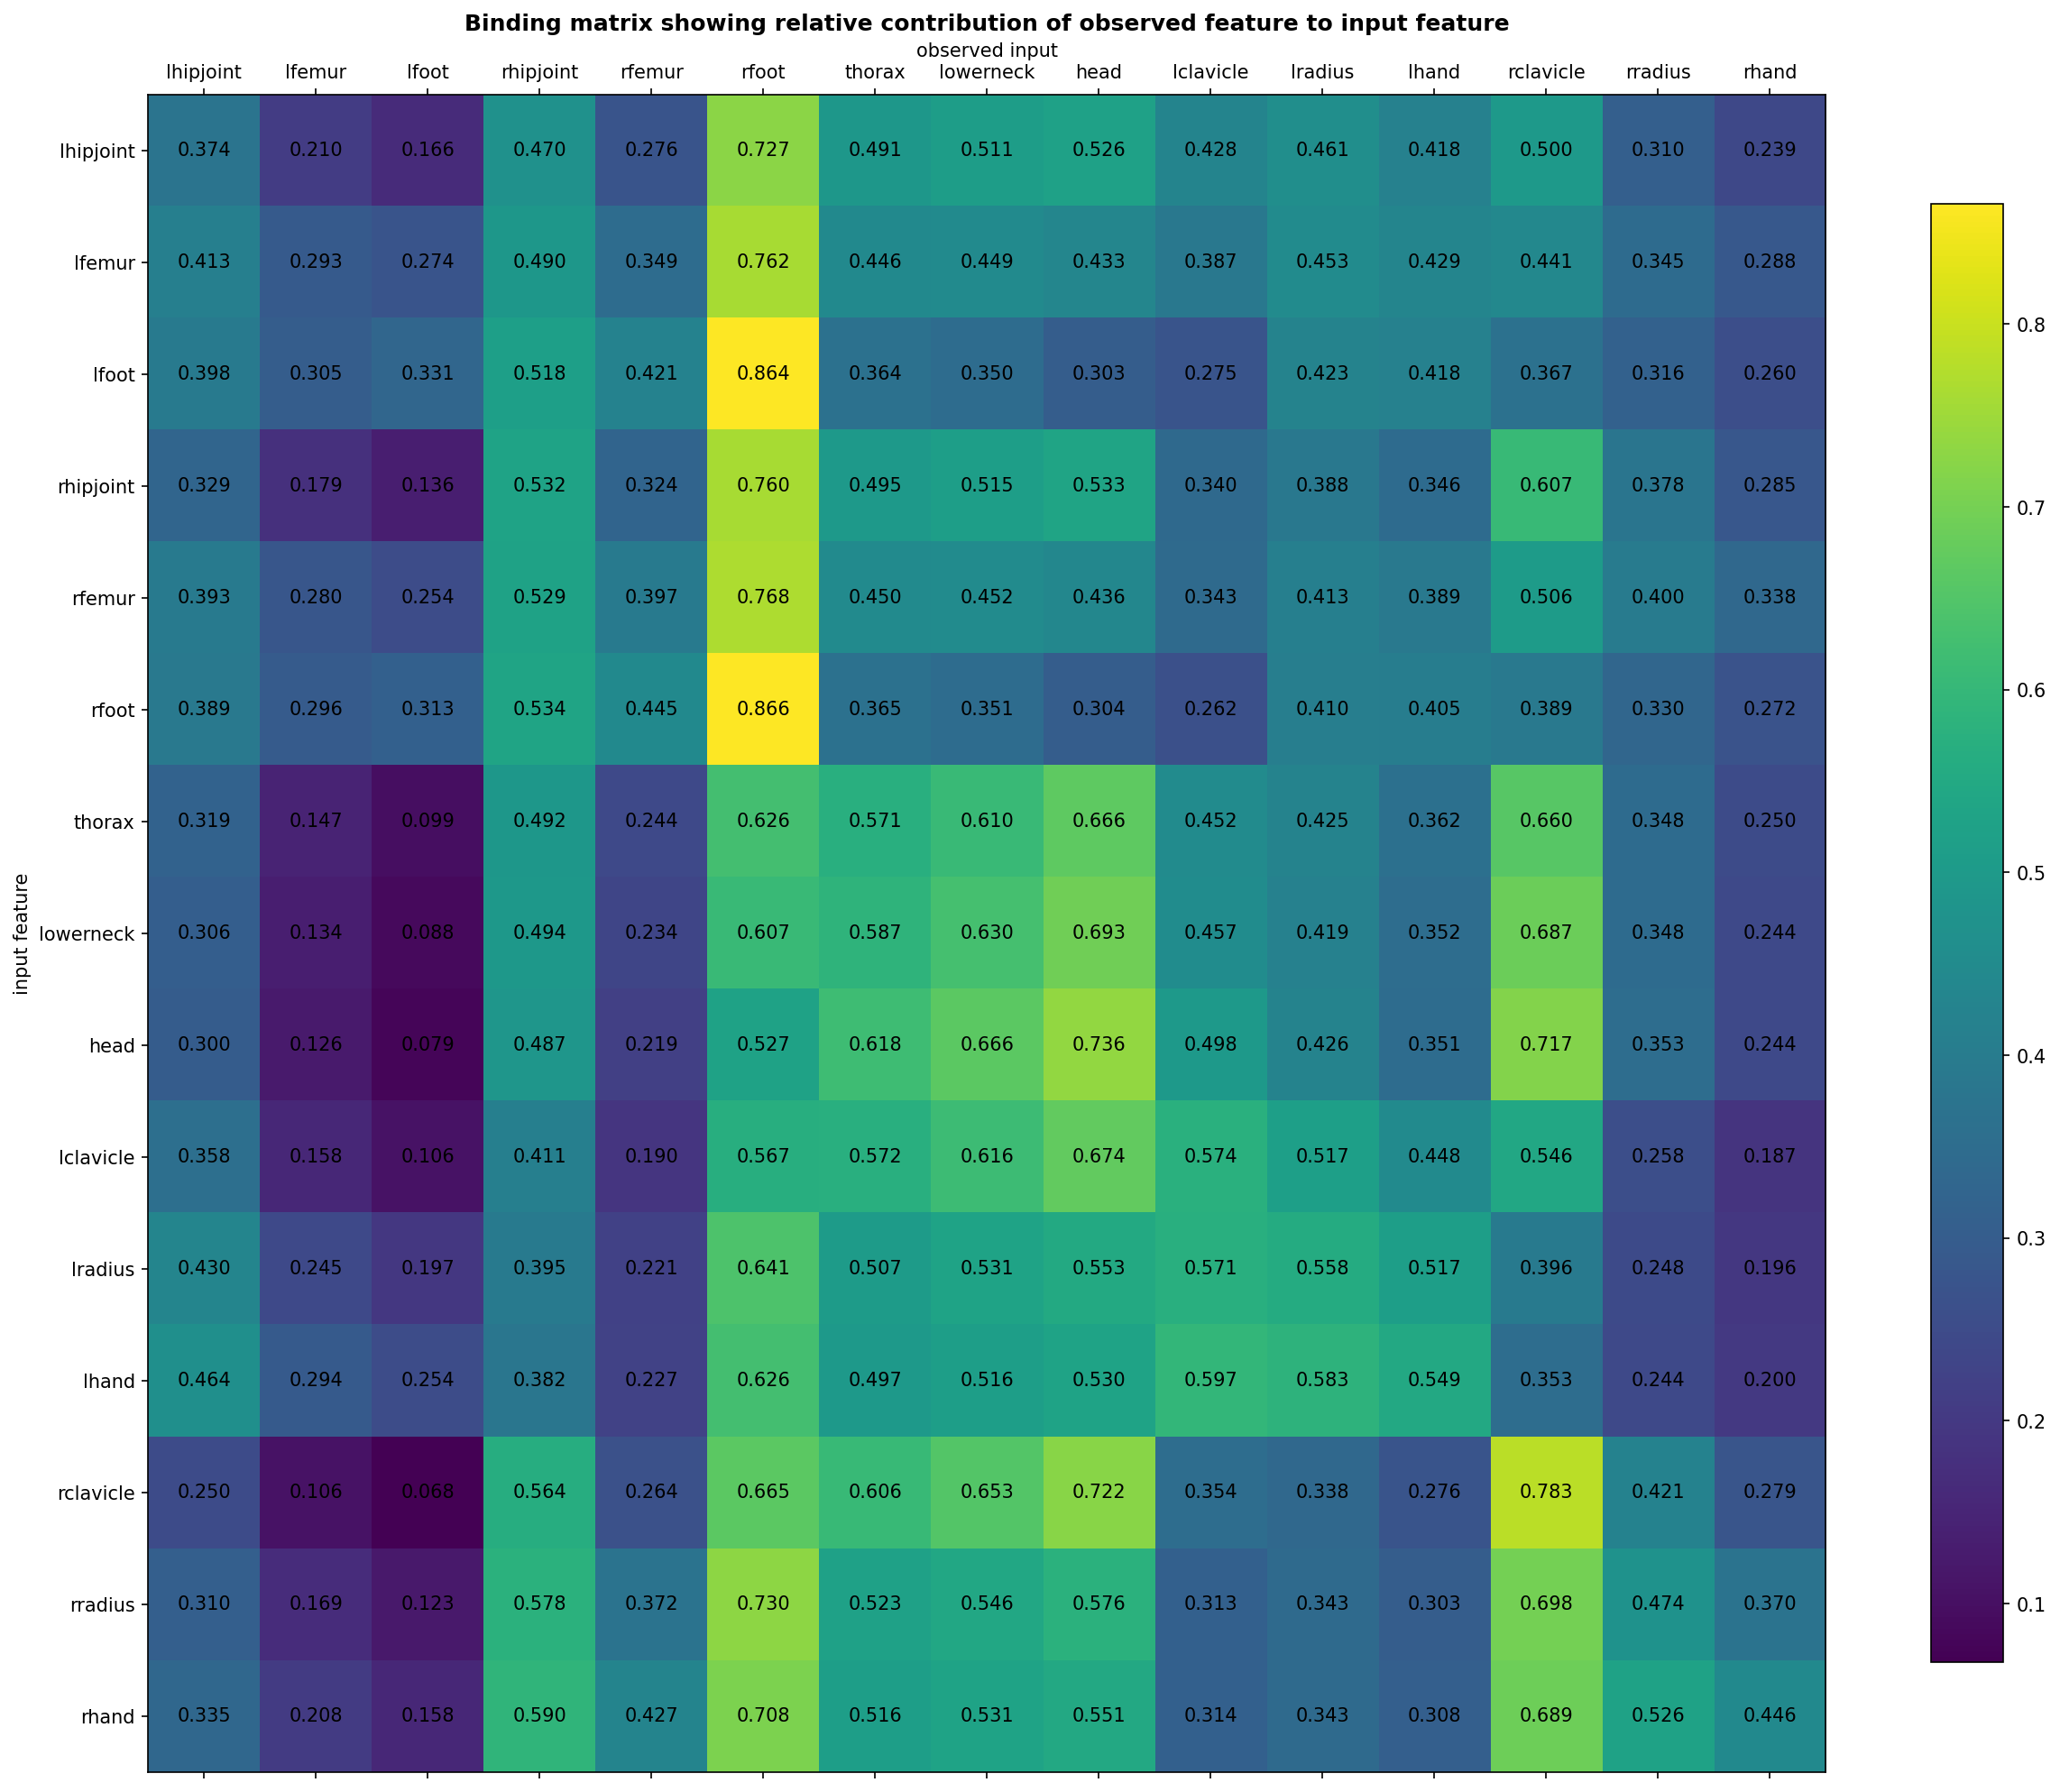 Binding matrix showing relative contribution of observed feature to input feature
observed input
lhipjoint lfemur lfoot rhipjoint rfemur rfoot thorax lowerneck head lclavicle lradius lhand rclavicle rradius rhand
lhipjoint 0.374 0.210 0.166 0.470 0.276 0.727 0.491 0.511 0.526 0.428 0.461 0.418 0.500 0.310 0.239
lfemur 0.413 0.293 0.274 0.490 0.349 0.762 0.446 0.449 0.433 0.387 0.453 0.429 0.441 0.345 0.288
0.8
lfoot 0.398 0.305 0.331 0.518 0.421 0.864 0.364 0.350 0.303 0.275 0.423 0.418 0.367 0.316 0.260
rhipjoint 0.329 0.179 0.136 0.532 0.324 0.760 0.495 0.515 0.533 0.340 0.388 0.346 0.607 0.378 0.285
0.7
rfemur 0.393 0.280 0.254 0.529 0.397 0.768 0.450 0.452 0.436 0.343 0.413 0.389 0.506 0.400 0.338
0.6
rfoot 0.389 0.296 0.313 0.534 0.445 0.866 0.365 0.351 0.304 0.262 0.410 0.405 0.389 0.330 0.272
thorax 0.319 0.147 0.099 0.492 0.244 0.626 0.571 0.610 0.666 0.452 0.425 0.362 0.660 0.348 0.250
0.5
input feature
lowerneck 0.306 0.134 0.088 0.494 0.234 0.607 0.587 0.630 0.693 0.457 0.419 0.352 0.687 0.348 0.244
head 0.300 0.126 0.079 0.487 0.219 0.527 0.618 0.666 0.736 0.498 0.426 0.351 0.717 0.353 0.244
0.4
lclavicle 0.358 0.158 0.106 0.411 0.190 0.567 0.572 0.616 0.674 0.574 0.517 0.448 0.546 0.258 0.187
0.3
lradius 0.430 0.245 0.197 0.395 0.221 0.641 0.507 0.531 0.553 0.571 0.558 0.517 0.396 0.248 0.196
lhand 0.464 0.294 0.254 0.382 0.227 0.626 0.497 0.516 0.530 0.597 0.583 0.549 0.353 0.244 0.200
0.2
rclavicle 0.250 0.106 0.068 0.564 0.264 0.665 0.606 0.653 0.722 0.354 0.338 0.276 0.783 0.421 0.279
rradius 0.310 0.169 0.123 0.578 0.372 0.730 0.523 0.546 0.576 0.313 0.343 0.303 0.698 0.474 0.370
0.1
rhand 0.335 0.208 0.158 0.590 0.427 0.708 0.516 0.531 0.551 0.314 0.343 0.308 0.689 0.526 0.446